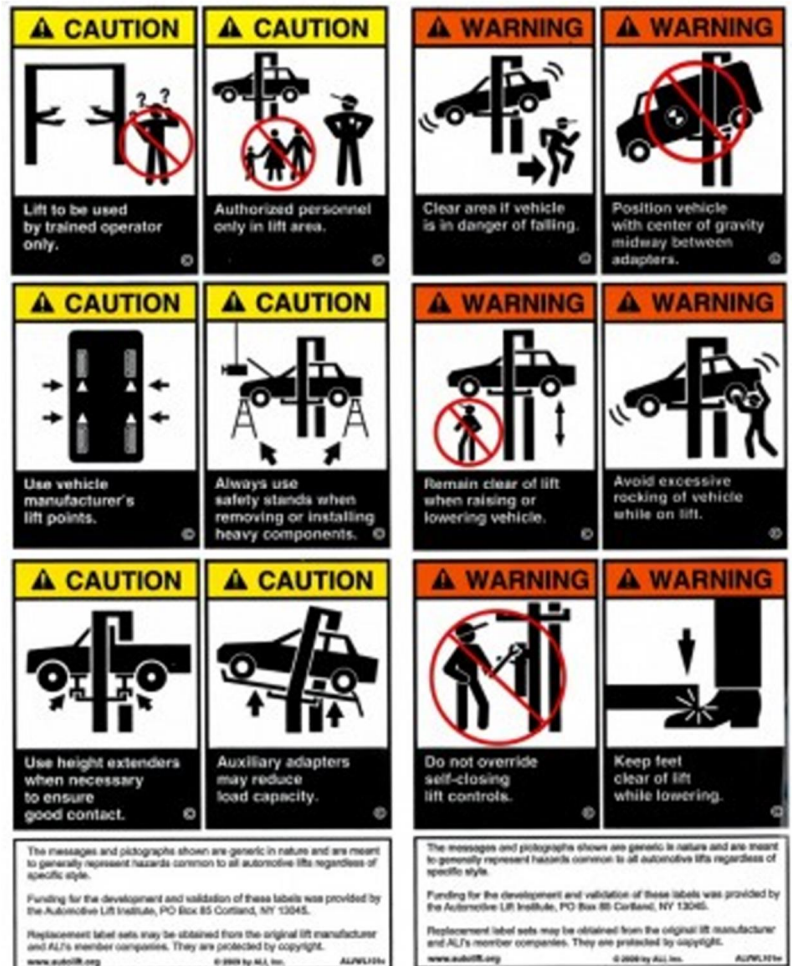 CAUTION
Lift to be used
by trained operator
only.
©
CAUTION
Authorized personnel
only in lift area.
©
WARNING
Clear area if vehicle
is in danger of falling.
©
WARNING
Position vehicle
with center of gravity
midway between
adapters.
©
CAUTION
Use vehicle
manufacturer's
lift points.
©
CAUTION
Always use
safety stands when
removing or installing
heavy components.
©
WARNING
Remain clear of lift
when raising or
lowering vehicle.
©
WARNING
Avoid excessive
rocking of vehicle
while on lift.
©
CAUTION
Use height extenders
when necessary
to ensure
good contact.
©
CAUTION
Auxiliary adapters
may reduce
load capacity.
©
WARNING
Do not override
self-closing
lift controls.
©
WARNING
Keep feet
clear of lift
while lowering.
©
? ?
The messages and pictographs shown are generic in nature and are meant
to generally represent hazards common to all automotive lifts regardless of
specific style.
Funding for the development and validation of these labels was provided by
the Automotive Lift Institute, PO Box 85 Cortland, NY 13045.
Replacement label sets may be obtained from the original lift manufacturer
and ALI's member companies. They are protected by copyright.
www.autolift.org
by ALI, Inc.
The messages and pictographs shown are generic in nature and are meant
to generally represent hazards common to all automotive lifts regardless of
specific style.
Funding for the development and validation of these labels was provided by
the Automotive Lift Institute, PO Box 85 Cortland, NY 13045.
Replacement label sets may be obtained from the original lift manufacturer
and ALI's member companies. They are protected by copyright.
www.autolift.org
by ALI, Inc.